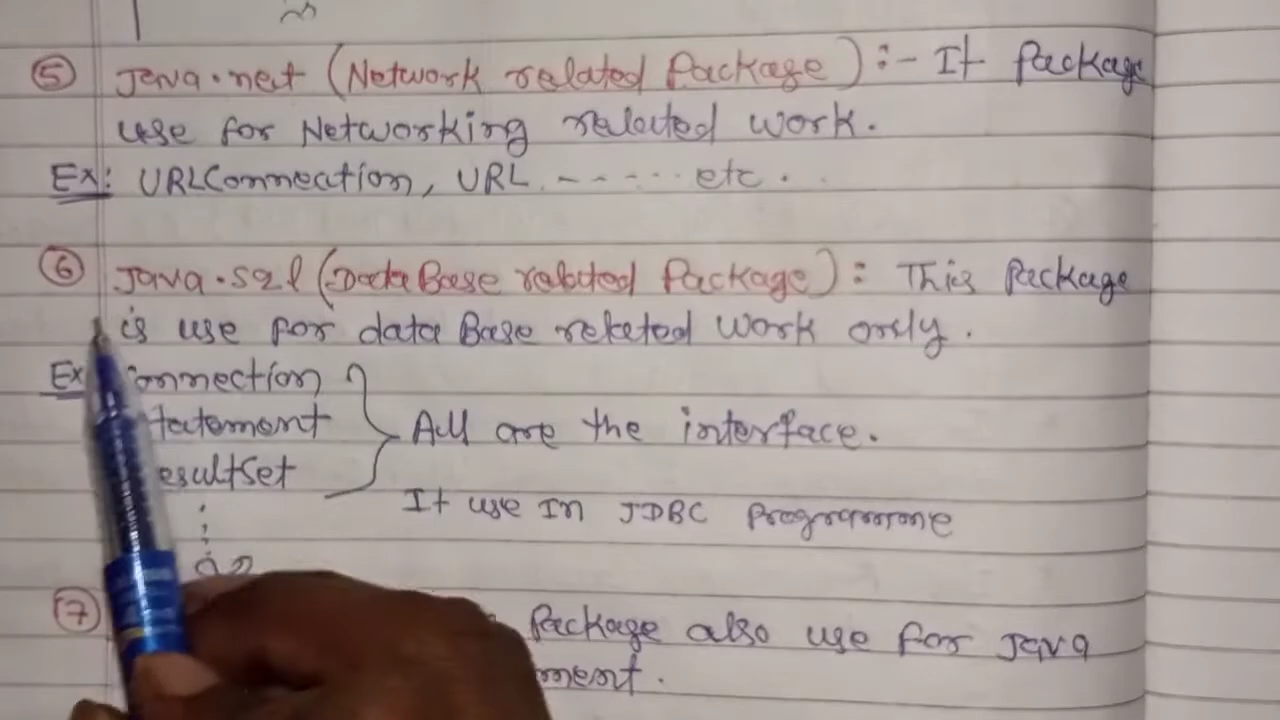 ⑤ Java.net (Network related Package) :- It Package
use for Networking related work.
Ex: URLConnection, URL ------ etc.
⑥ Java.sql (DataBase related Package) : This Package
is use for data Base reketed work only.
Ex onnection
tatement
esultset
All are the interface.
It use In JDBC Programme
⑦ Package also use for Java
ment.